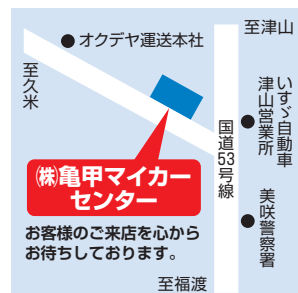 至津山
オクデヤ運送本社
至久米
いすゞ自動車
津山営業所
国道53号線
㈱亀甲マイカー
センター
美咲警察署
お客様のご来店を心から
お待ちしております。
至福渡